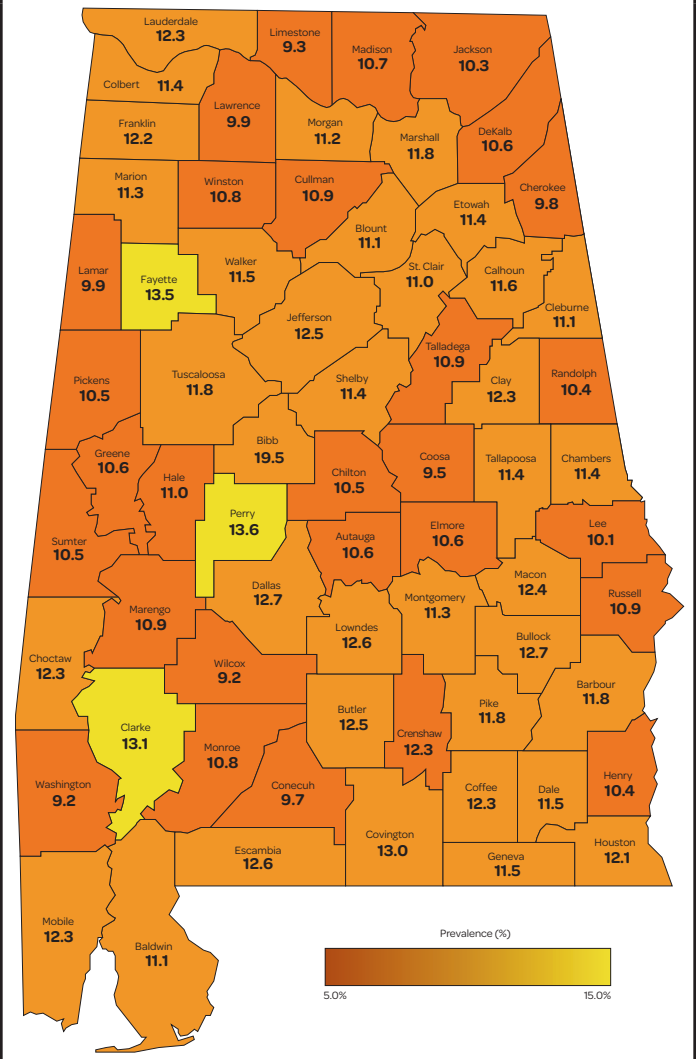 Lauderdale
12.3
Limestone
9.3
Madison
10.7
Jackson
10.3
Colbert 11.4
Lawrence
9.9
Franklin
12.2
Morgan
11.2
Marshall
11.8
DeKalb
10.6
Marion
11.3
Winston
10.8
Cullman
10.9
Cherokee
9.8
Etowah
11.4
Blount
11.1
Lamar
9.9
Fayette
13.5
Walker
11.5
St. Clair
11.0
Calhoun
11.6
Cleburne
11.1
Jefferson
12.5
Talladega
10.9
Pickens
10.5
Tuscaloosa
11.8
Shelby
11.4
Clay
12.3
Randolph
10.4
Bibb
19.5
Greene
10.6
Hale
11.0
Chilton
10.5
Coosa
9.5
Tallapoosa
11.4
Chambers
11.4
Perry
13.6
Sumter
10.5
Autauga
10.6
Elmore
10.6
Lee
10.1
Dallas
12.7
Macon
12.4
Montgomery
11.3
Russell
10.9
Marengo
10.9
Lowndes
12.6
Bullock
12.7
Choctaw
12.3
Wilcox
9.2
Barbour
11.8
Butler
12.5
Pike
11.8
Clarke
13.1
Crenshaw
12.3
Monroe
10.8
Washington
9.2
Conecuh
9.7
Coffee
12.3
Dale
11.5
Henry
10.4
Covington
13.0
Escambia
12.6
Geneva
11.5
Houston
12.1
Mobile
12.3
Baldwin
11.1
Prevalence (%)
5.0% 15.0%